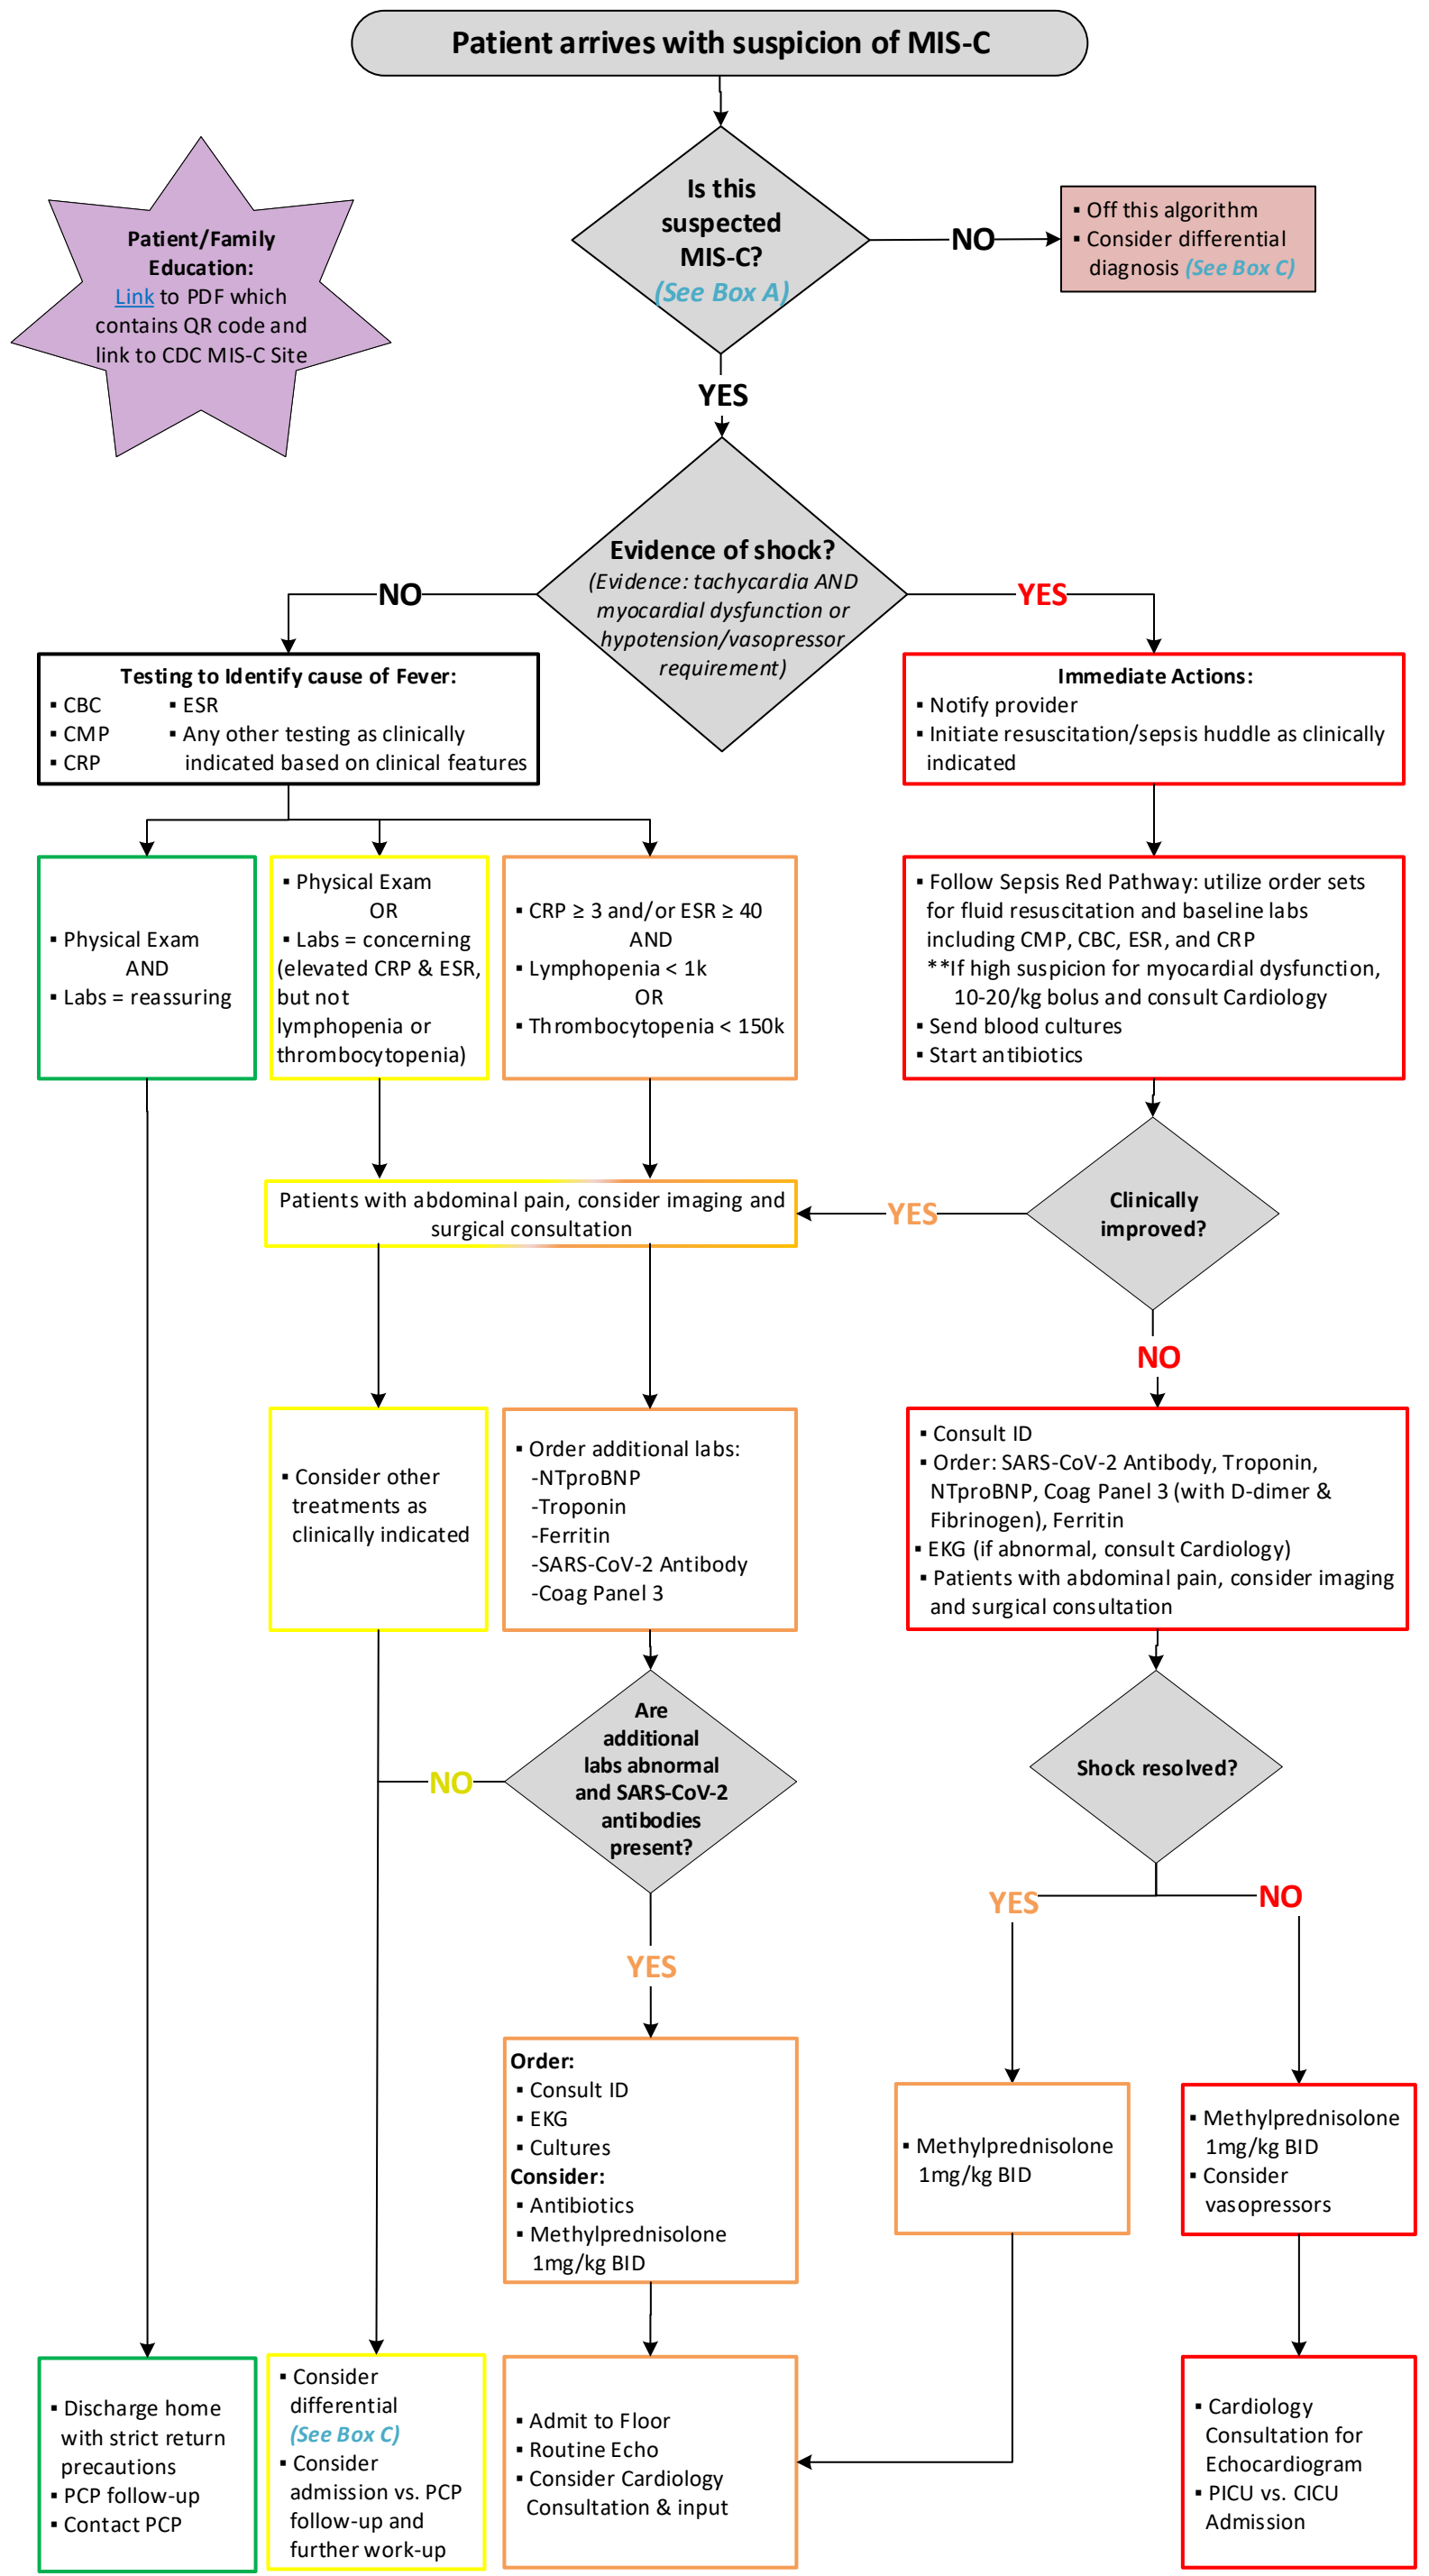 Patient arrives with suspicion of MIS-C
Is this
suspected
MIS-C?
(See Box A)
NO
▪ Off this algorithm
▪ Consider differential
diagnosis (See Box C)
Patient/Family
Education:
Link to PDF which
contains QR code and
link to CDC MIS-C Site
YES
Evidence of shock?
(Evidence: tachycardia AND
myocardial dysfunction or
hypotension/vasopressor
requirement)
NO
YES
Testing to Identify cause of Fever:
▪ CBC
▪ CMP
▪ CRP
▪ ESR
▪ Any other testing as clinically
indicated based on clinical features
Immediate Actions:
▪ Notify provider
▪ Initiate resuscitation/sepsis huddle as clinically
indicated
▪ Physical Exam
AND
▪ Labs = reassuring
▪ Physical Exam
OR
▪ Labs = concerning
(elevated CRP & ESR,
but not
lymphopenia or
thrombocytopenia)
▪ CRP ≥ 3 and/or ESR ≥ 40
AND
▪ Lymphopenia < 1k
OR
▪ Thrombocytopenia < 150k
▪ Follow Sepsis Red Pathway: utilize order sets
for fluid resuscitation and baseline labs
including CMP, CBC, ESR, and CRP
**If high suspicion for myocardial dysfunction,
10-20/kg bolus and consult Cardiology
▪ Send blood cultures
▪ Start antibiotics
Patients with abdominal pain, consider imaging and
surgical consultation
YES
Clinically
improved?
NO
▪ Consider other
treatments as
clinically indicated
▪ Order additional labs:
-NTproBNP
-Troponin
-Ferritin
-SARS-CoV-2 Antibody
-Coag Panel 3
▪ Consult ID
▪ Order: SARS-CoV-2 Antibody, Troponin,
NTproBNP, Coag Panel 3 (with D-dimer &
Fibrinogen), Ferritin
▪ EKG (if abnormal, consult Cardiology)
▪ Patients with abdominal pain, consider imaging
and surgical consultation
Are
additional
labs abnormal
and SARS-CoV-2
antibodies
present?
NO
YES
Shock resolved?
YES
NO
Order:
▪ Consult ID
▪ EKG
▪ Cultures
Consider:
▪ Antibiotics
▪ Methylprednisolone
1mg/kg BID
▪ Methylprednisolone
1mg/kg BID
▪ Methylprednisolone
1mg/kg BID
▪ Consider
vasopressors
▪ Discharge home
with strict return
precautions
▪ PCP follow-up
▪ Contact PCP
▪ Consider
differential
(See Box C)
▪ Consider
admission vs. PCP
follow-up and
further work-up
▪ Admit to Floor
▪ Routine Echo
▪ Consider Cardiology
Consultation & input
▪ Cardiology
Consultation for
Echocardiogram
▪ PICU vs. CICU
Admission